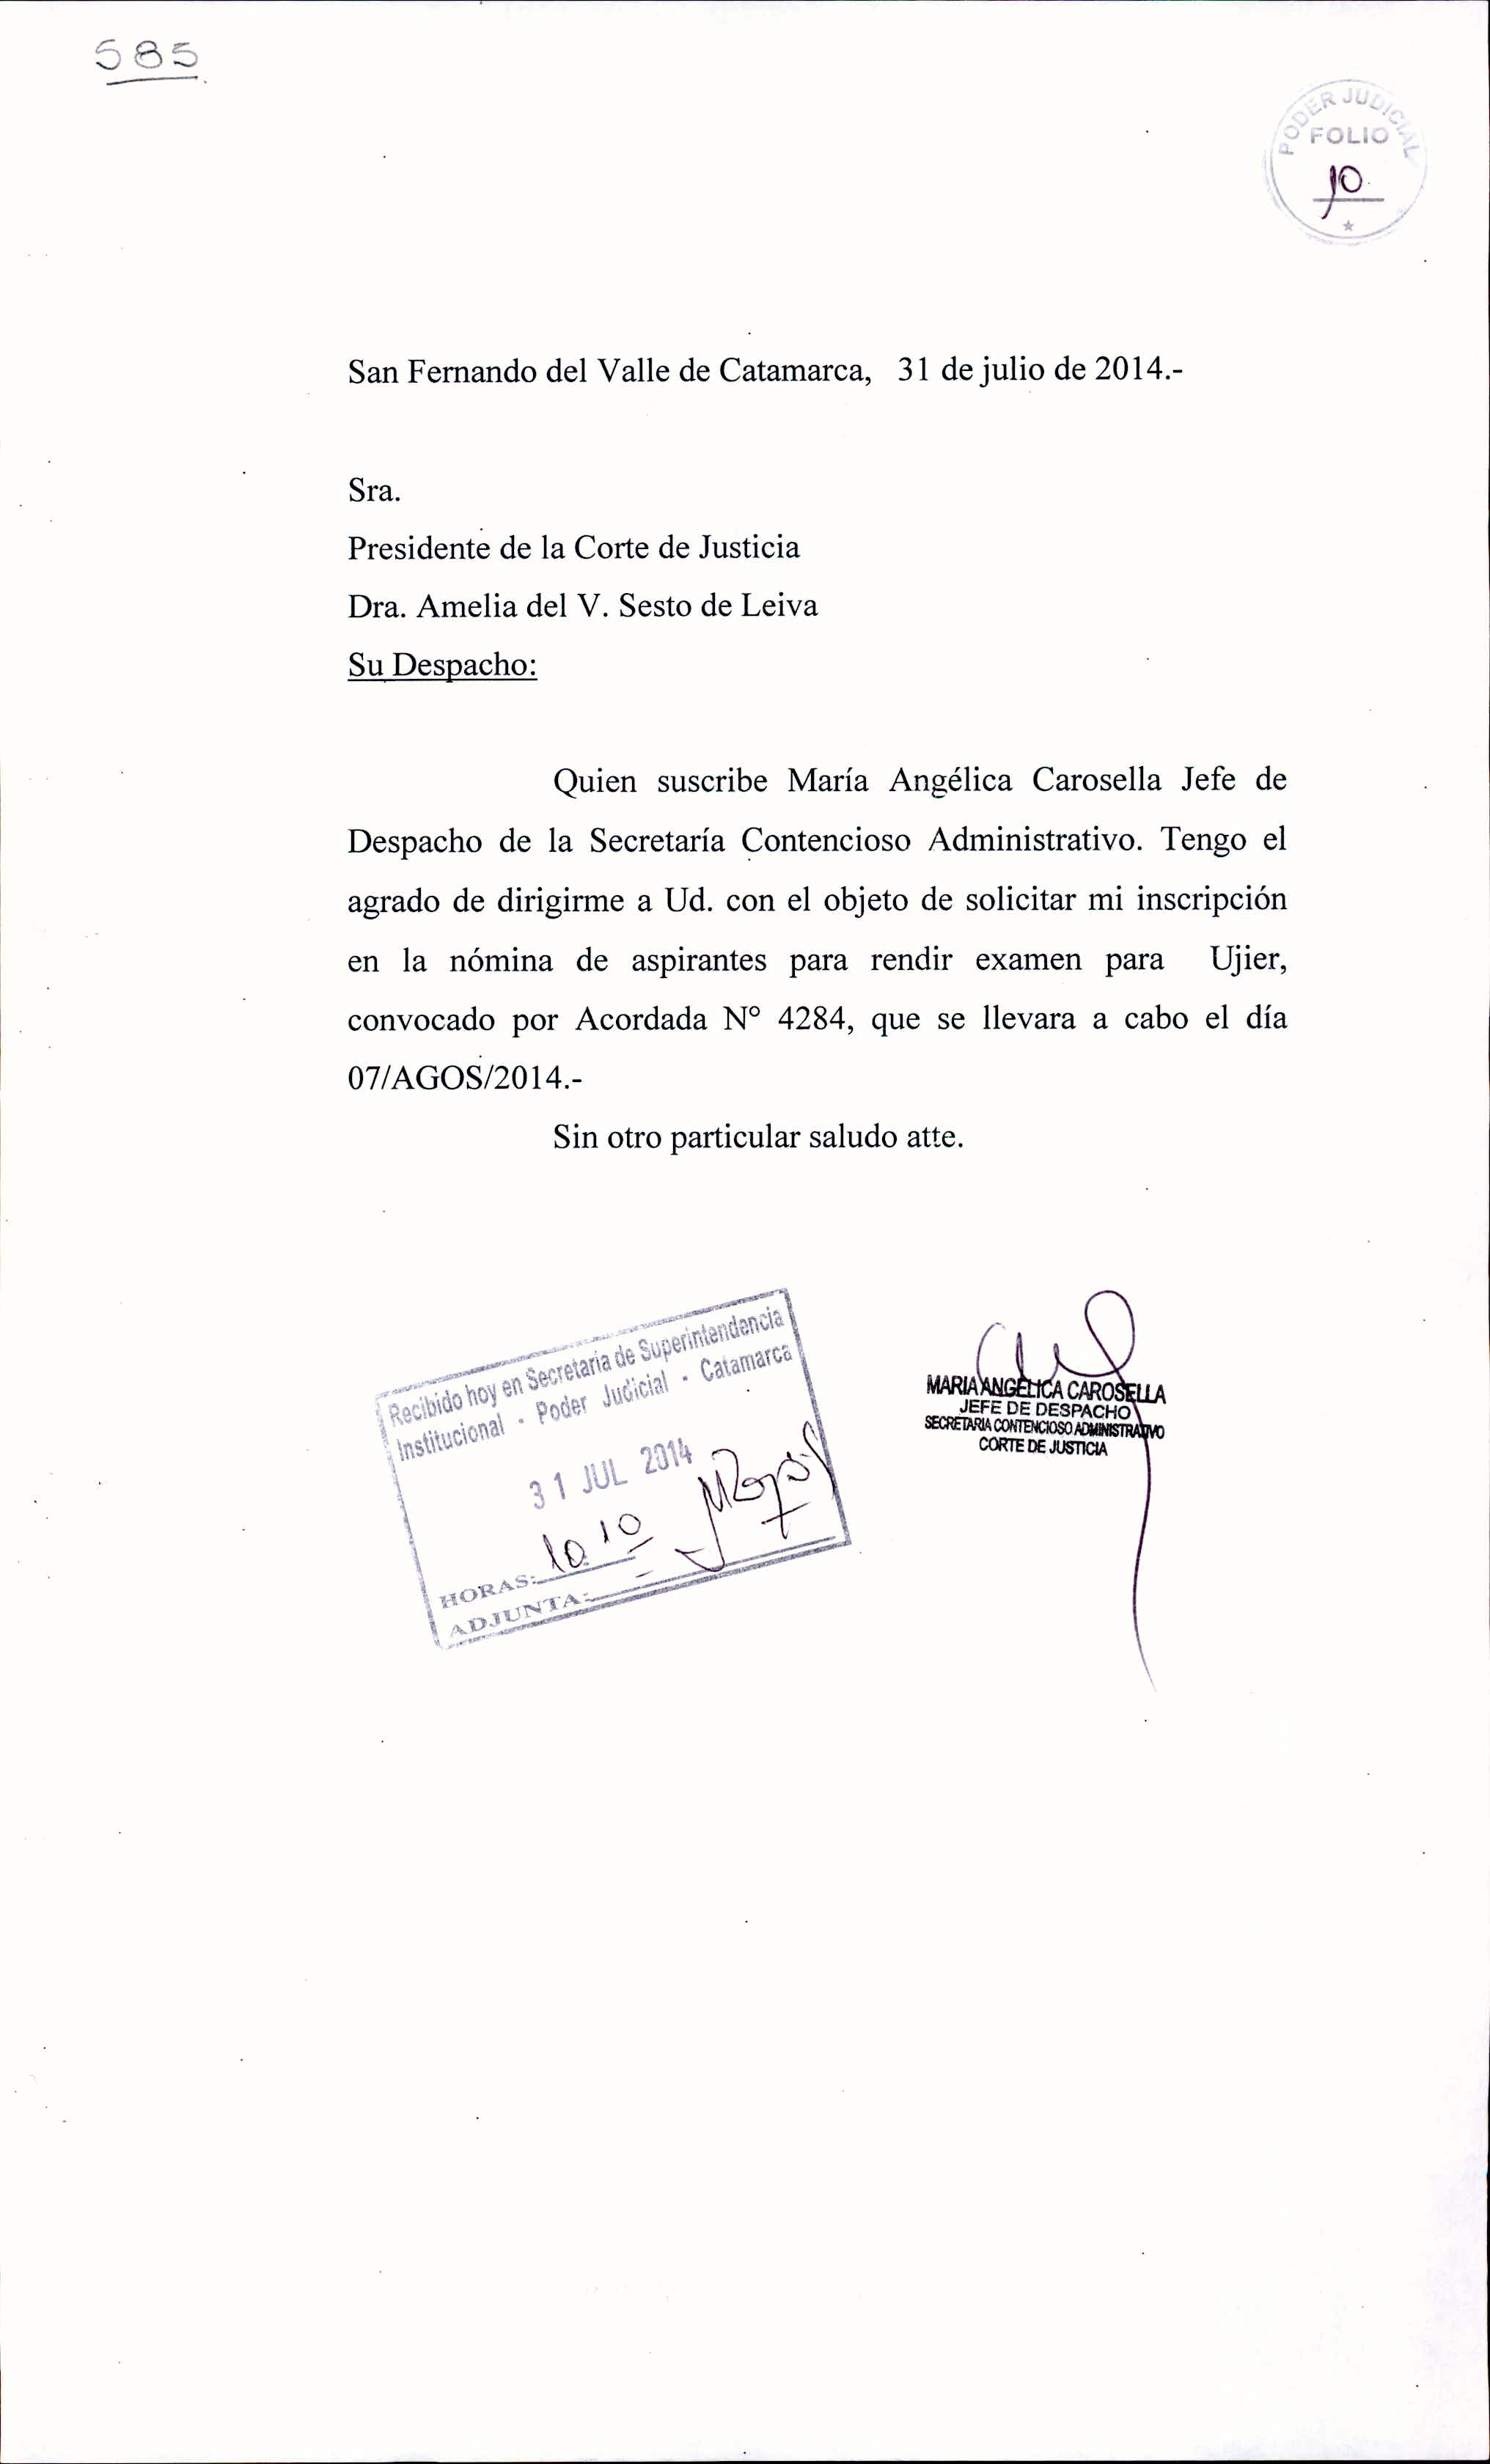 585
PODER JUDICIAL
FOLIO
10
San Fernando del Valle de Catamarca, 31 de julio de 2014.-
Sra.
Presidente de la Corte de Justicia
Dra. Amelia del V. Sesto de Leiva
Su Despacho:
Quien suscribe María Angélica Carosella Jefe de
Despacho de la Secretaría Contencioso Administrativo. Tengo el
agrado de dirigirme a Ud. con el objeto de solicitar mi inscripción
en la nómina de aspirantes para rendir examen para Ujier,
convocado por Acordada Nº 4284, que se llevara a cabo el día
07/AGOS/2014.-
Sin otro particular saludo atte.
Recibido hoy en Secretaría de Superintendencia
Institucional - Poder Judicial - Catamarca
31 JUL 2014
HORAS: 10 10
ADJUNTA:
MARIA ANGELICA CAROSELLA
JEFE DE DESPACHO
SECRETARIA CONTENCIOSO ADMINISTRATIVO
CORTE DE JUSTICIA